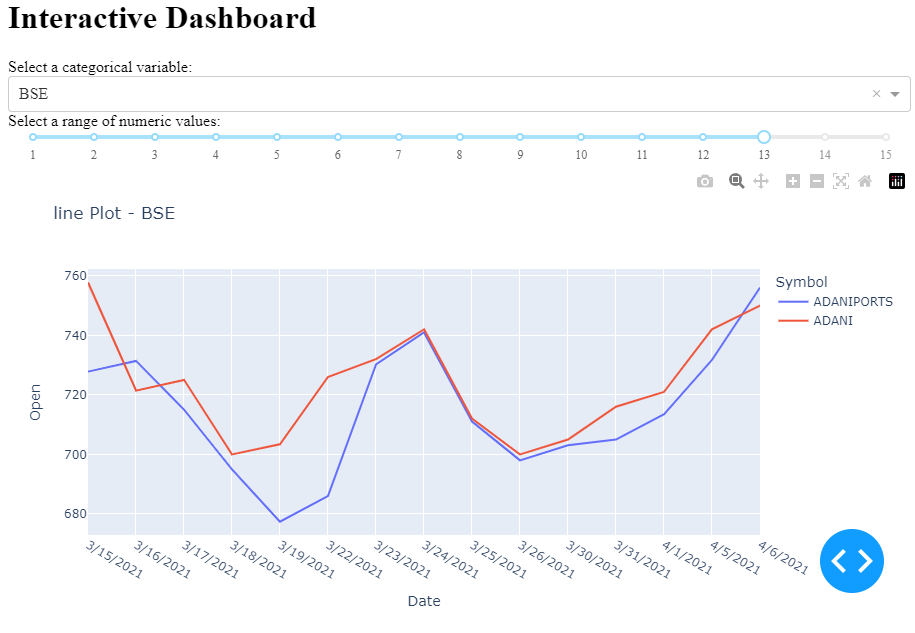 Interactive Dashboard
Select a categorical variable:
BSE
Select a range of numeric values:
1 2 3 4 5 6 7 8 9 10 11 12 13 14 15
line Plot - BSE
760
740
720
700
680
Open
Symbol
ADANIPORTS
ADANI
3/15/2021 3/16/2021 3/17/2021 3/18/2021 3/19/2021 3/22/2021 3/23/2021 3/24/2021 3/25/2021 3/26/2021 3/30/2021 3/31/2021 4/1/2021 4/5/2021 4/6/2021
Date